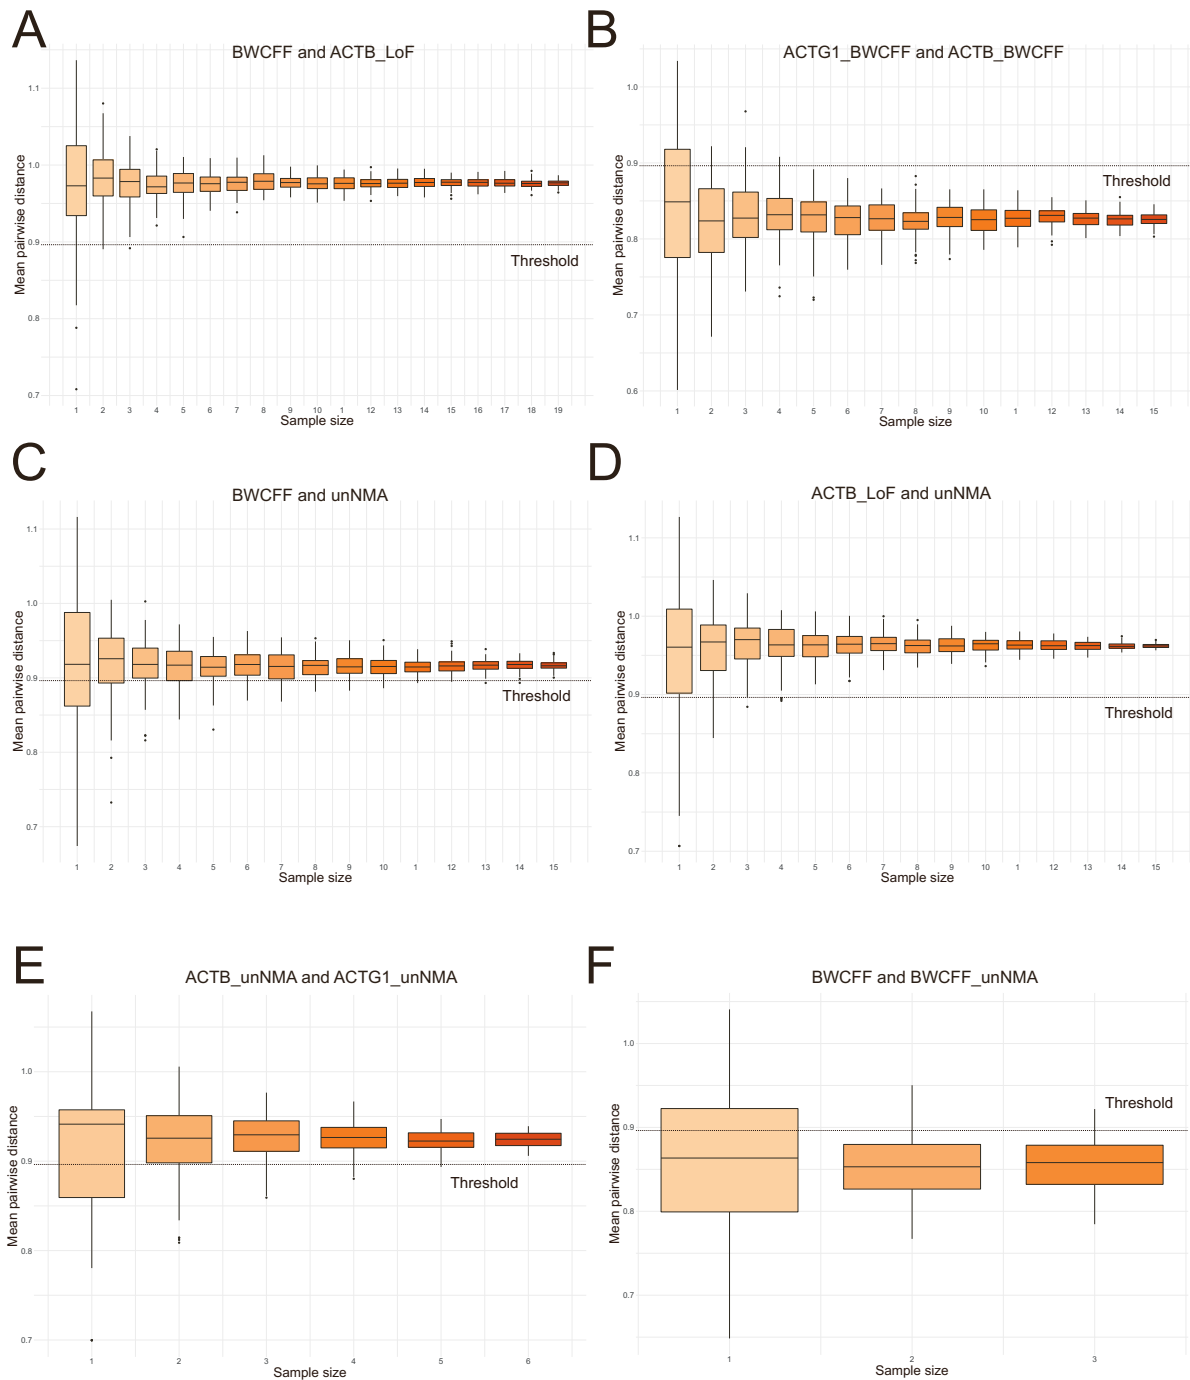 A
BWCFF and ACTB_LoF
Mean pairwise distance
1.1
1.0
0.9
0.8
0.7
Threshold
1 2 3 4 5 6 7 8 9 10 1 12 13 14 15 16 17 18 19
Sample size
B
ACTG1_BWCFF and ACTB_BWCFF
Mean pairwise distance
1.0
0.9
0.8
0.7
0.6
Threshold
1 2 3 4 5 6 7 8 9 10 1 12 13 14 15
Sample size
C
BWCFF and unNMA
Mean pairwise distance
1.1
1.0
0.9
0.8
0.7
Threshold
1 2 3 4 5 6 7 8 9 10 1 12 13 14 15
Sample size
D
ACTB_LoF and unNMA
Mean pairwise distance
1.1
1.0
0.9
0.8
0.7
Threshold
1 2 3 4 5 6 7 8 9 10 1 12 13 14 15
Sample size
E
ACTB_unNMA and ACTG1_unNMA
Mean pairwise distance
1.0
0.9
0.8
0.7
Threshold
1 2 3 4 5 6
Sample size
F
BWCFF and BWCFF_unNMA
Mean pairwise distance
1.0
0.9
0.8
0.7
Threshold
1 2 3
Sample size